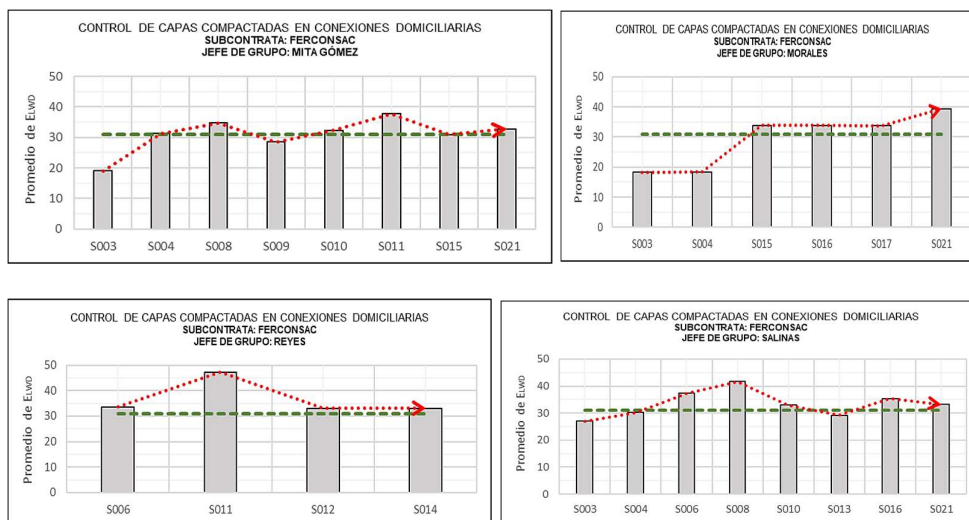 CONTROL DE CAPAS COMPACTADAS EN CONEXIONES DOMICILIARIAS
SUBCONTRATA: FERCONSAC
JEFE DE GRUPO: MITA GÓMEZ
Promedio de ELWD
50
40
30
20
10
0
S003 S004 S008 S009 S010 S011 S015 S021
CONTROL DE CAPAS COMPACTADAS EN CONEXIONES DOMICILIARIAS
SUBCONTRATA: FERCONSAC
JEFE DE GRUPO: MORALES
Promedio de ELWD
50
40
30
20
10
0
S003 S004 S015 S016 S017 S021
CONTROL DE CAPAS COMPACTADAS EN CONEXIONES DOMICILIARIAS
SUBCONTRATA: FERCONSAC
JEFE DE GRUPO: REYES
Promedio de ELWD
50
40
30
20
10
0
S006 S011 S012 S014
CONTROL DE CAPAS COMPACTADAS EN CONEXIONES DOMICILIARIAS
SUBCONTRATA: FERCONSAC
JEFE DE GRUPO: SALINAS
Promedio de ELWD
50
40
30
20
10
0
S003 S004 S006 S008 S010 S013 S016 S021